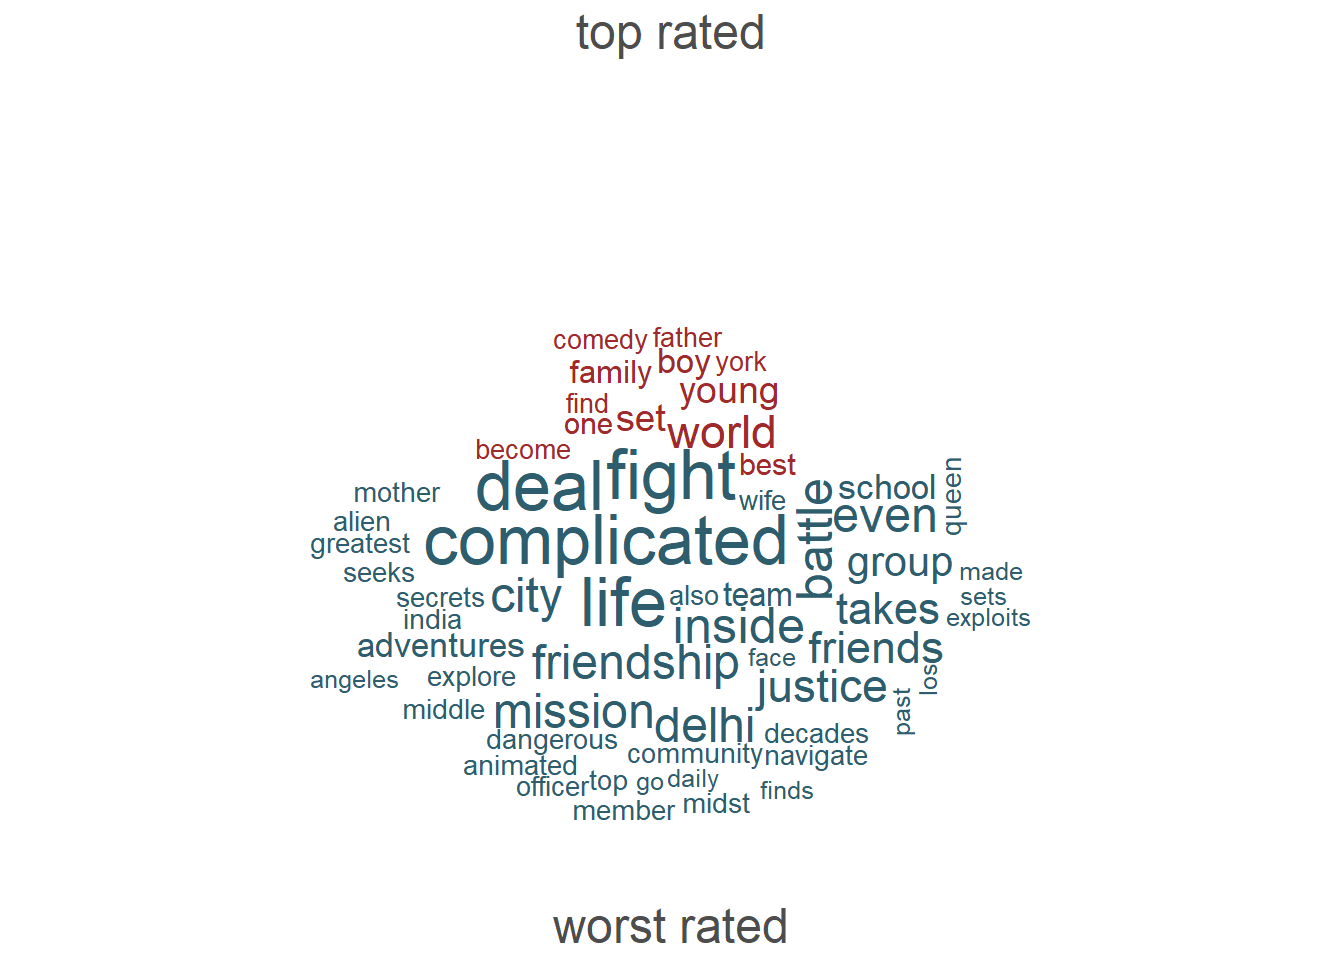 top rated
comedy father
family boy york
young
find
one set world
become best
deal fight
mother wife school queen
alien battle even
greatest complicated
seeks group made
secrets city life also team takes sets
india inside exploits
adventures friendship face friends
angeles explore justice loss
middle mission delhi past
dangerous decades
animated community navigate
officer top go daily finds
member midst
worst rated